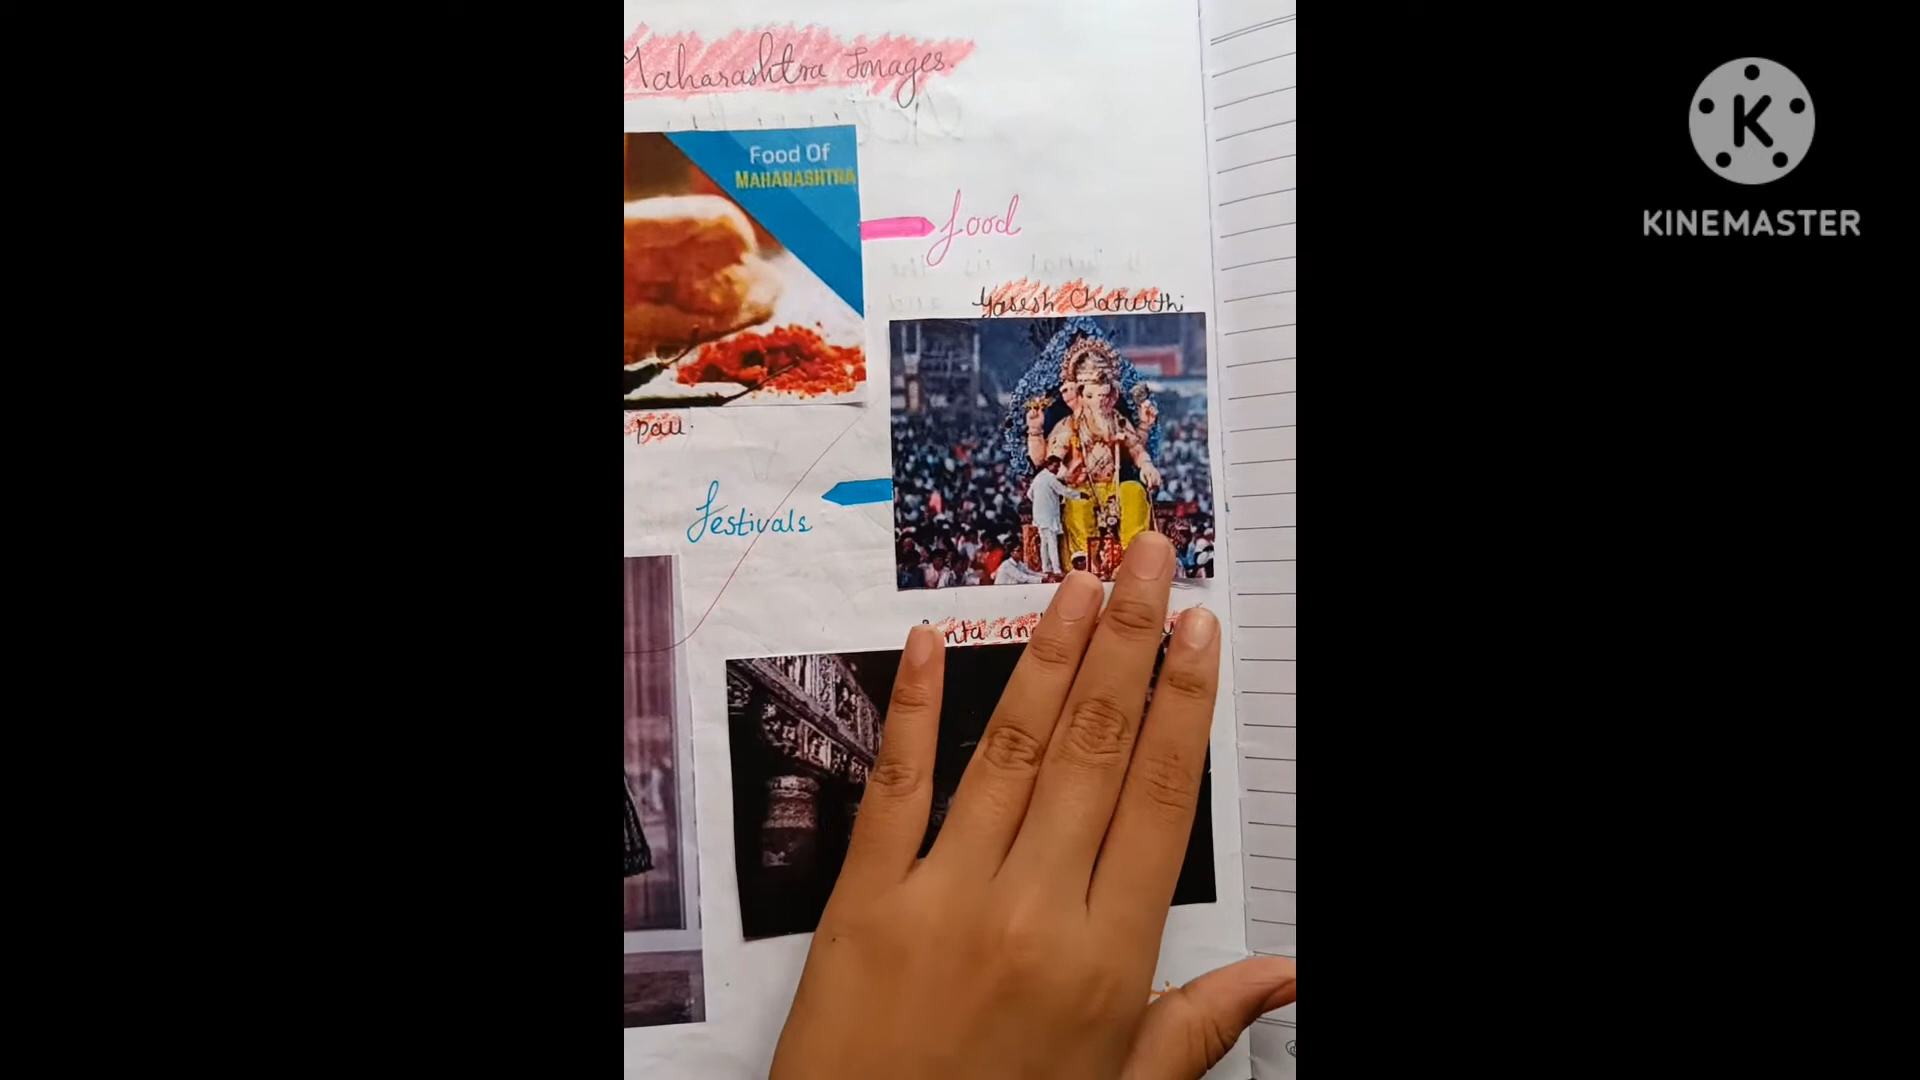 Maharashtra Images.
Food Of
MAHARASHTRA
food
Ganesh Chaturthi
pau.
festivals
KINEMASTER